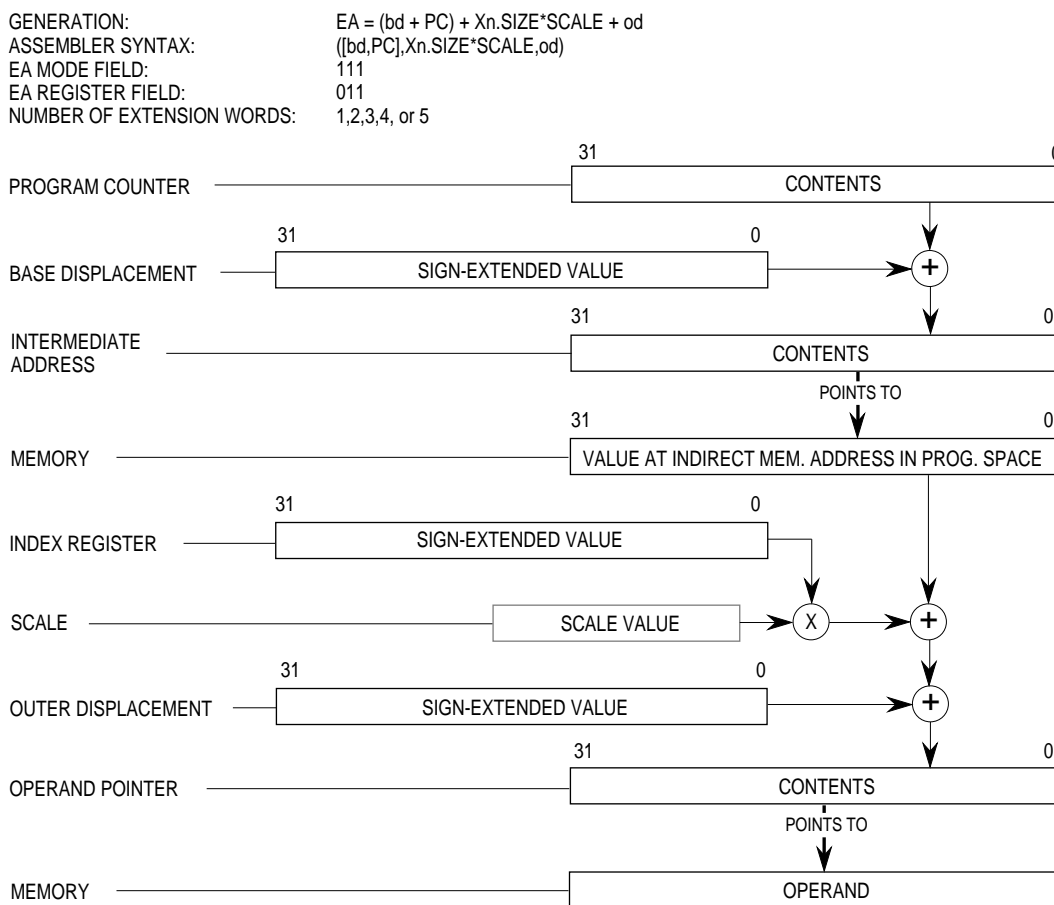 GENERATION: EA = (bd + PC) + Xn.SIZE*SCALE + od
ASSEMBLER SYNTAX: ([bd,PC],Xn.SIZE*SCALE,od)
EA MODE FIELD: 111
EA REGISTER FIELD: 011
NUMBER OF EXTENSION WORDS: 1,2,3,4, or 5
31 0
PROGRAM COUNTER CONTENTS
31 0
BASE DISPLACEMENT SIGN-EXTENDED VALUE +
31 0
INTERMEDIATE
ADDRESS
CONTENTS
POINTS TO
31 0
MEMORY VALUE AT INDIRECT MEM. ADDRESS IN PROG. SPACE
31 0
INDEX REGISTER SIGN-EXTENDED VALUE
SCALE SCALE VALUE X +
31 0
OUTER DISPLACEMENT SIGN-EXTENDED VALUE +
31 0
OPERAND POINTER CONTENTS
POINTS TO
MEMORY OPERAND